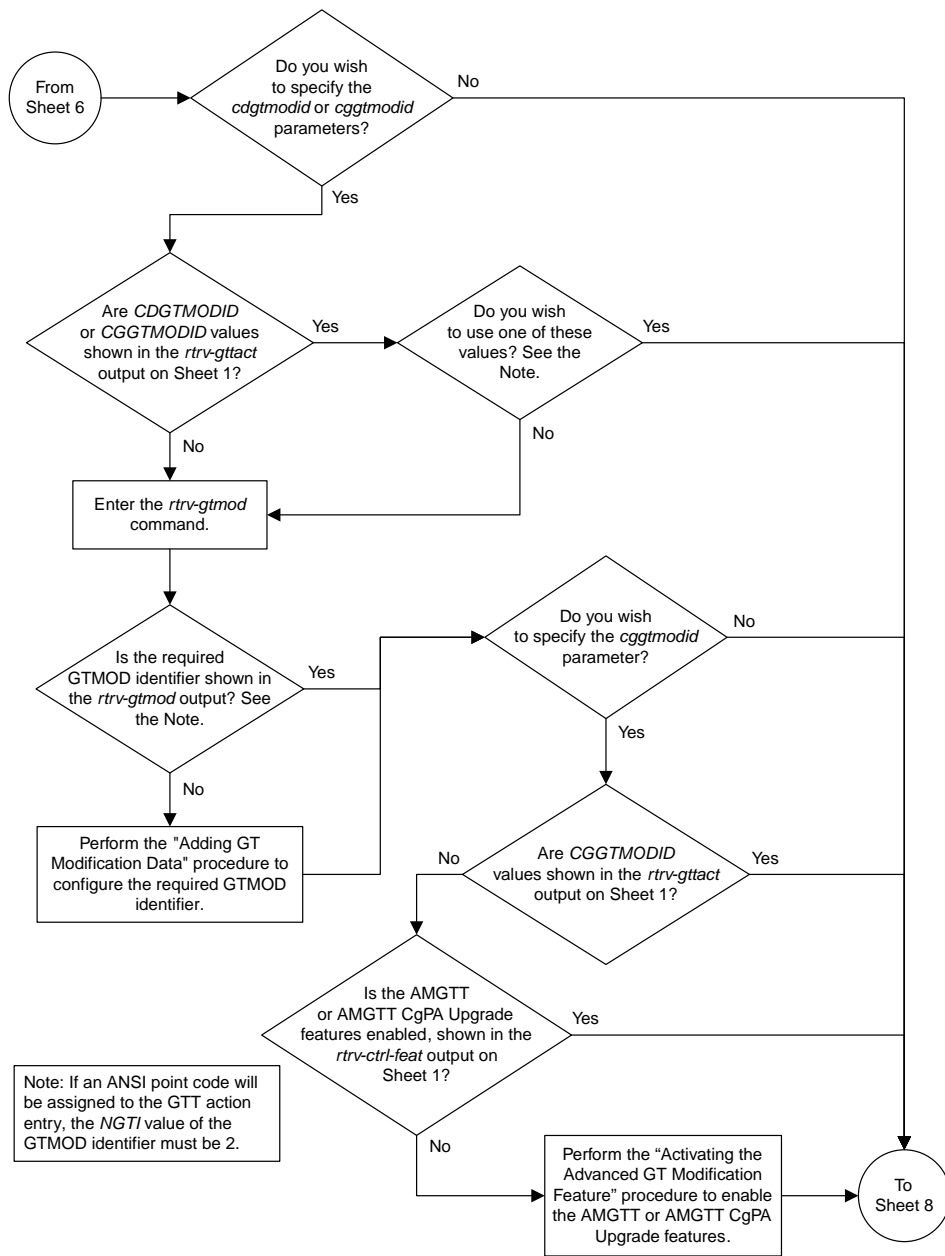 From
Sheet 6
Do you wish
to specify the
cdgtmodid or cggtmodid
parameters?
No
Yes
Are CDGTMODID
or CGGTMODID values
shown in the rtrv-gttact
output on Sheet 1?
Yes
Do you wish
to use one of these
values? See the
Note.
Yes
No
No
Enter the rtrv-gtmod
command.
Is the required
GTMOD identifier shown in
the rtrv-gtmod output? See
the Note.
Yes
No
Perform the "Adding GT
Modification Data" procedure to
configure the required GTMOD
identifier.
Do you wish
to specify the cggtmodid
parameter?
No
Yes
Are CGGTMODID
values shown in the rtrv-gttact
output on Sheet 1?
No
Yes
Is the AMGTT
or AMGTT CgPA Upgrade
features enabled, shown in the
rtrv-ctrl-feat output on
Sheet 1?
Yes
No
Note: If an ANSI point code will
be assigned to the GTT action
entry, the NGTI value of the
GTMOD identifier must be 2.
Perform the “Activating the
Advanced GT Modification
Feature” procedure to enable
the AMGTT or AMGTT CgPA
Upgrade features.
To
Sheet 8